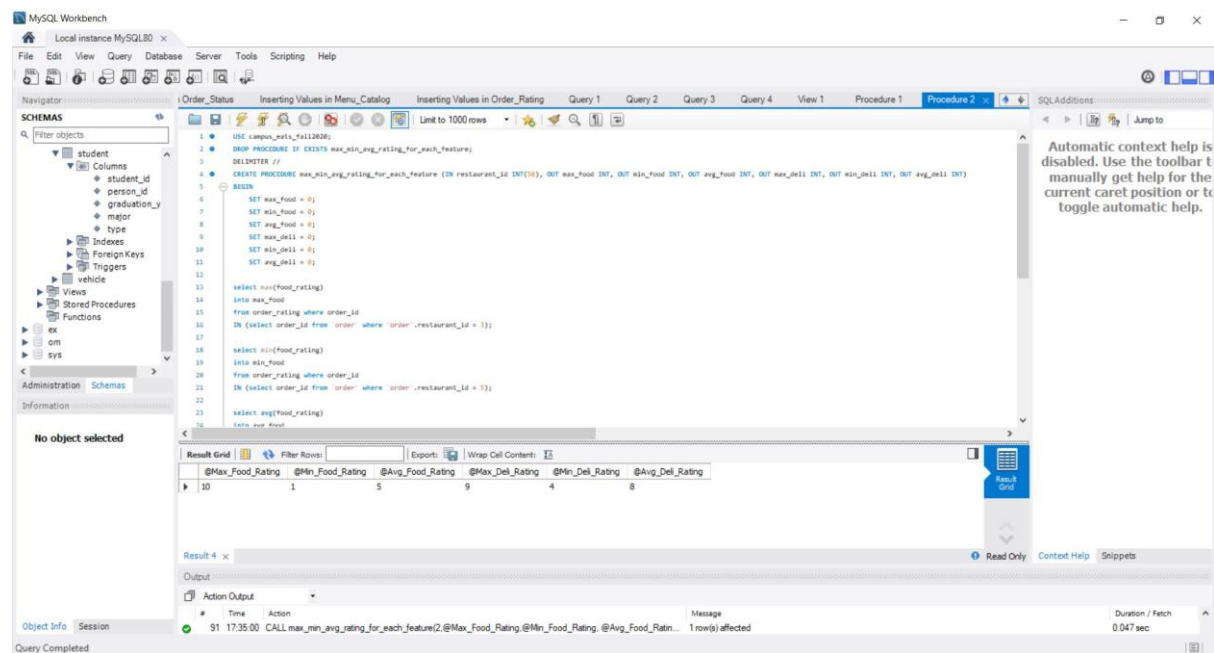 MySQL Workbench
Local instance MySQL80 ×
File Edit View Query Database Server Tools Scripting Help
Navigator
SCHEMAS
Filter objects
student
Columns
student_id
person_id
graduation_y
major
type
Indexes
Foreign Keys
Triggers
vehicle
Views
Stored Procedures
Functions
ex
om
sys
Administration Schemas
Information
No object selected
Object Info Session
Query Completed
Order_Status Inserting Values in Menu_Catalog Inserting Values in Order_Rating Query 1 Query 2 Query 3 Query 4 View 1 Procedure 1 Procedure 2 ×
Limit to 1000 rows
1 USE campus_eats_fall2020;
2 DROP PROCEDURE IF EXISTS max_min_avg_rating_for_each_feature;
3 DELIMITER //
4 CREATE PROCEDURE max_min_avg_rating_for_each_feature (IN restaurant_id INT(50), OUT max_food INT, OUT min_food INT, OUT avg_food INT, OUT max_deli INT, OUT min_deli INT, OUT avg_deli INT)
5 BEGIN
6 SET max_food = 0;
7 SET min_food = 0;
8 SET avg_food = 0;
9 SET max_deli = 0;
10 SET min_deli = 0;
11 SET avg_deli = 0;
12
13 select max(food_rating)
14 into max_food
15 from order_rating where order_id
16 IN (select order_id from `order` where `order`.restaurant_id = );
17
18 select min(food_rating)
19 into min_food
20 from order_rating where order_id
21 IN (select order_id from `order` where `order`.restaurant_id = 5);
22
23 select avg(food_rating)
24 into avg_food
Result Grid Filter Rows: Export: Wrap Cell Content:
@Max_Food_Rating @Min_Food_Rating @Avg_Food_Rating @Max_Deli_Rating @Min_Deli_Rating @Avg_Deli_Rating
10 1 5 9 4 8
Result Grid
Result 4 ×
Read Only
Output
Action Output
# Time Action Message Duration / Fetch
91 17:35:00 CALL max_min_avg_rating_for_each_feature(2,@Max_Food_Rating,@Min_Food_Rating, @Avg_Food_Ratin... 1 row(s) affected 0.047 sec
SQLAdditions
Jump to
Automatic context help is
disabled. Use the toolbar t
manually get help for the
current caret position or to
toggle automatic help.
Context Help Snippets